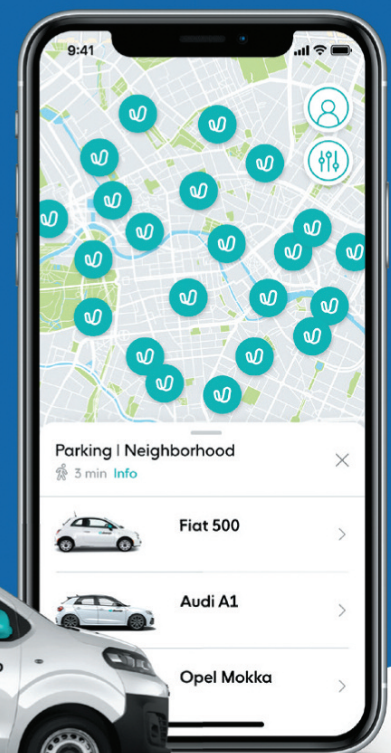 9:41
Parking | Neighborhood
3 min Info
Fiat 500
Audi A1
Opel Mokka